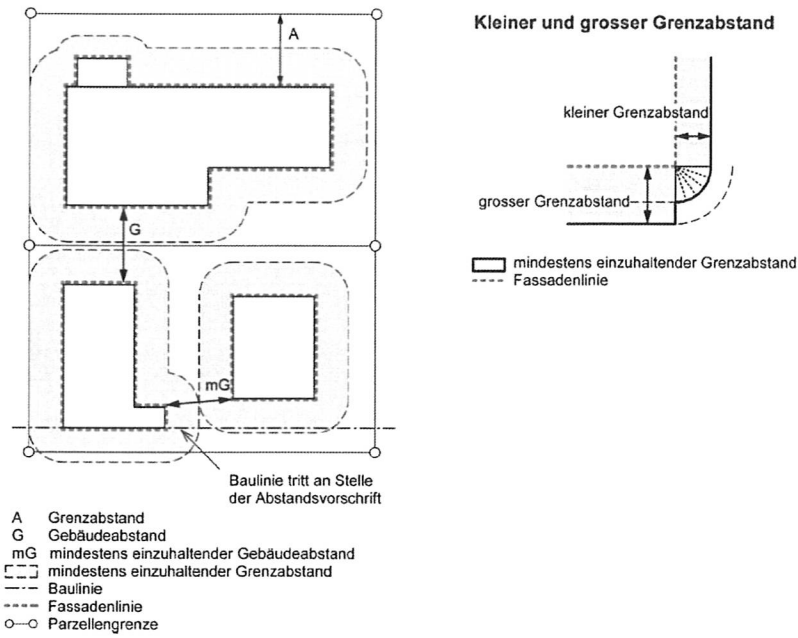 A
G
mG
Baulinie tritt an Stelle
der Abstandsvorschrift
A Grenzabstand
G Gebäudeabstand
mG mindestens einzuhaltender Gebäudeabstand
mindestens einzuhaltender Grenzabstand
Baulinie
Fassadenlinie
Parzellengrenze
Kleiner und grosser Grenzabstand
kleiner Grenzabstand
grosser Grenzabstand
mindestens einzuhaltender Grenzabstand
Fassadenlinie